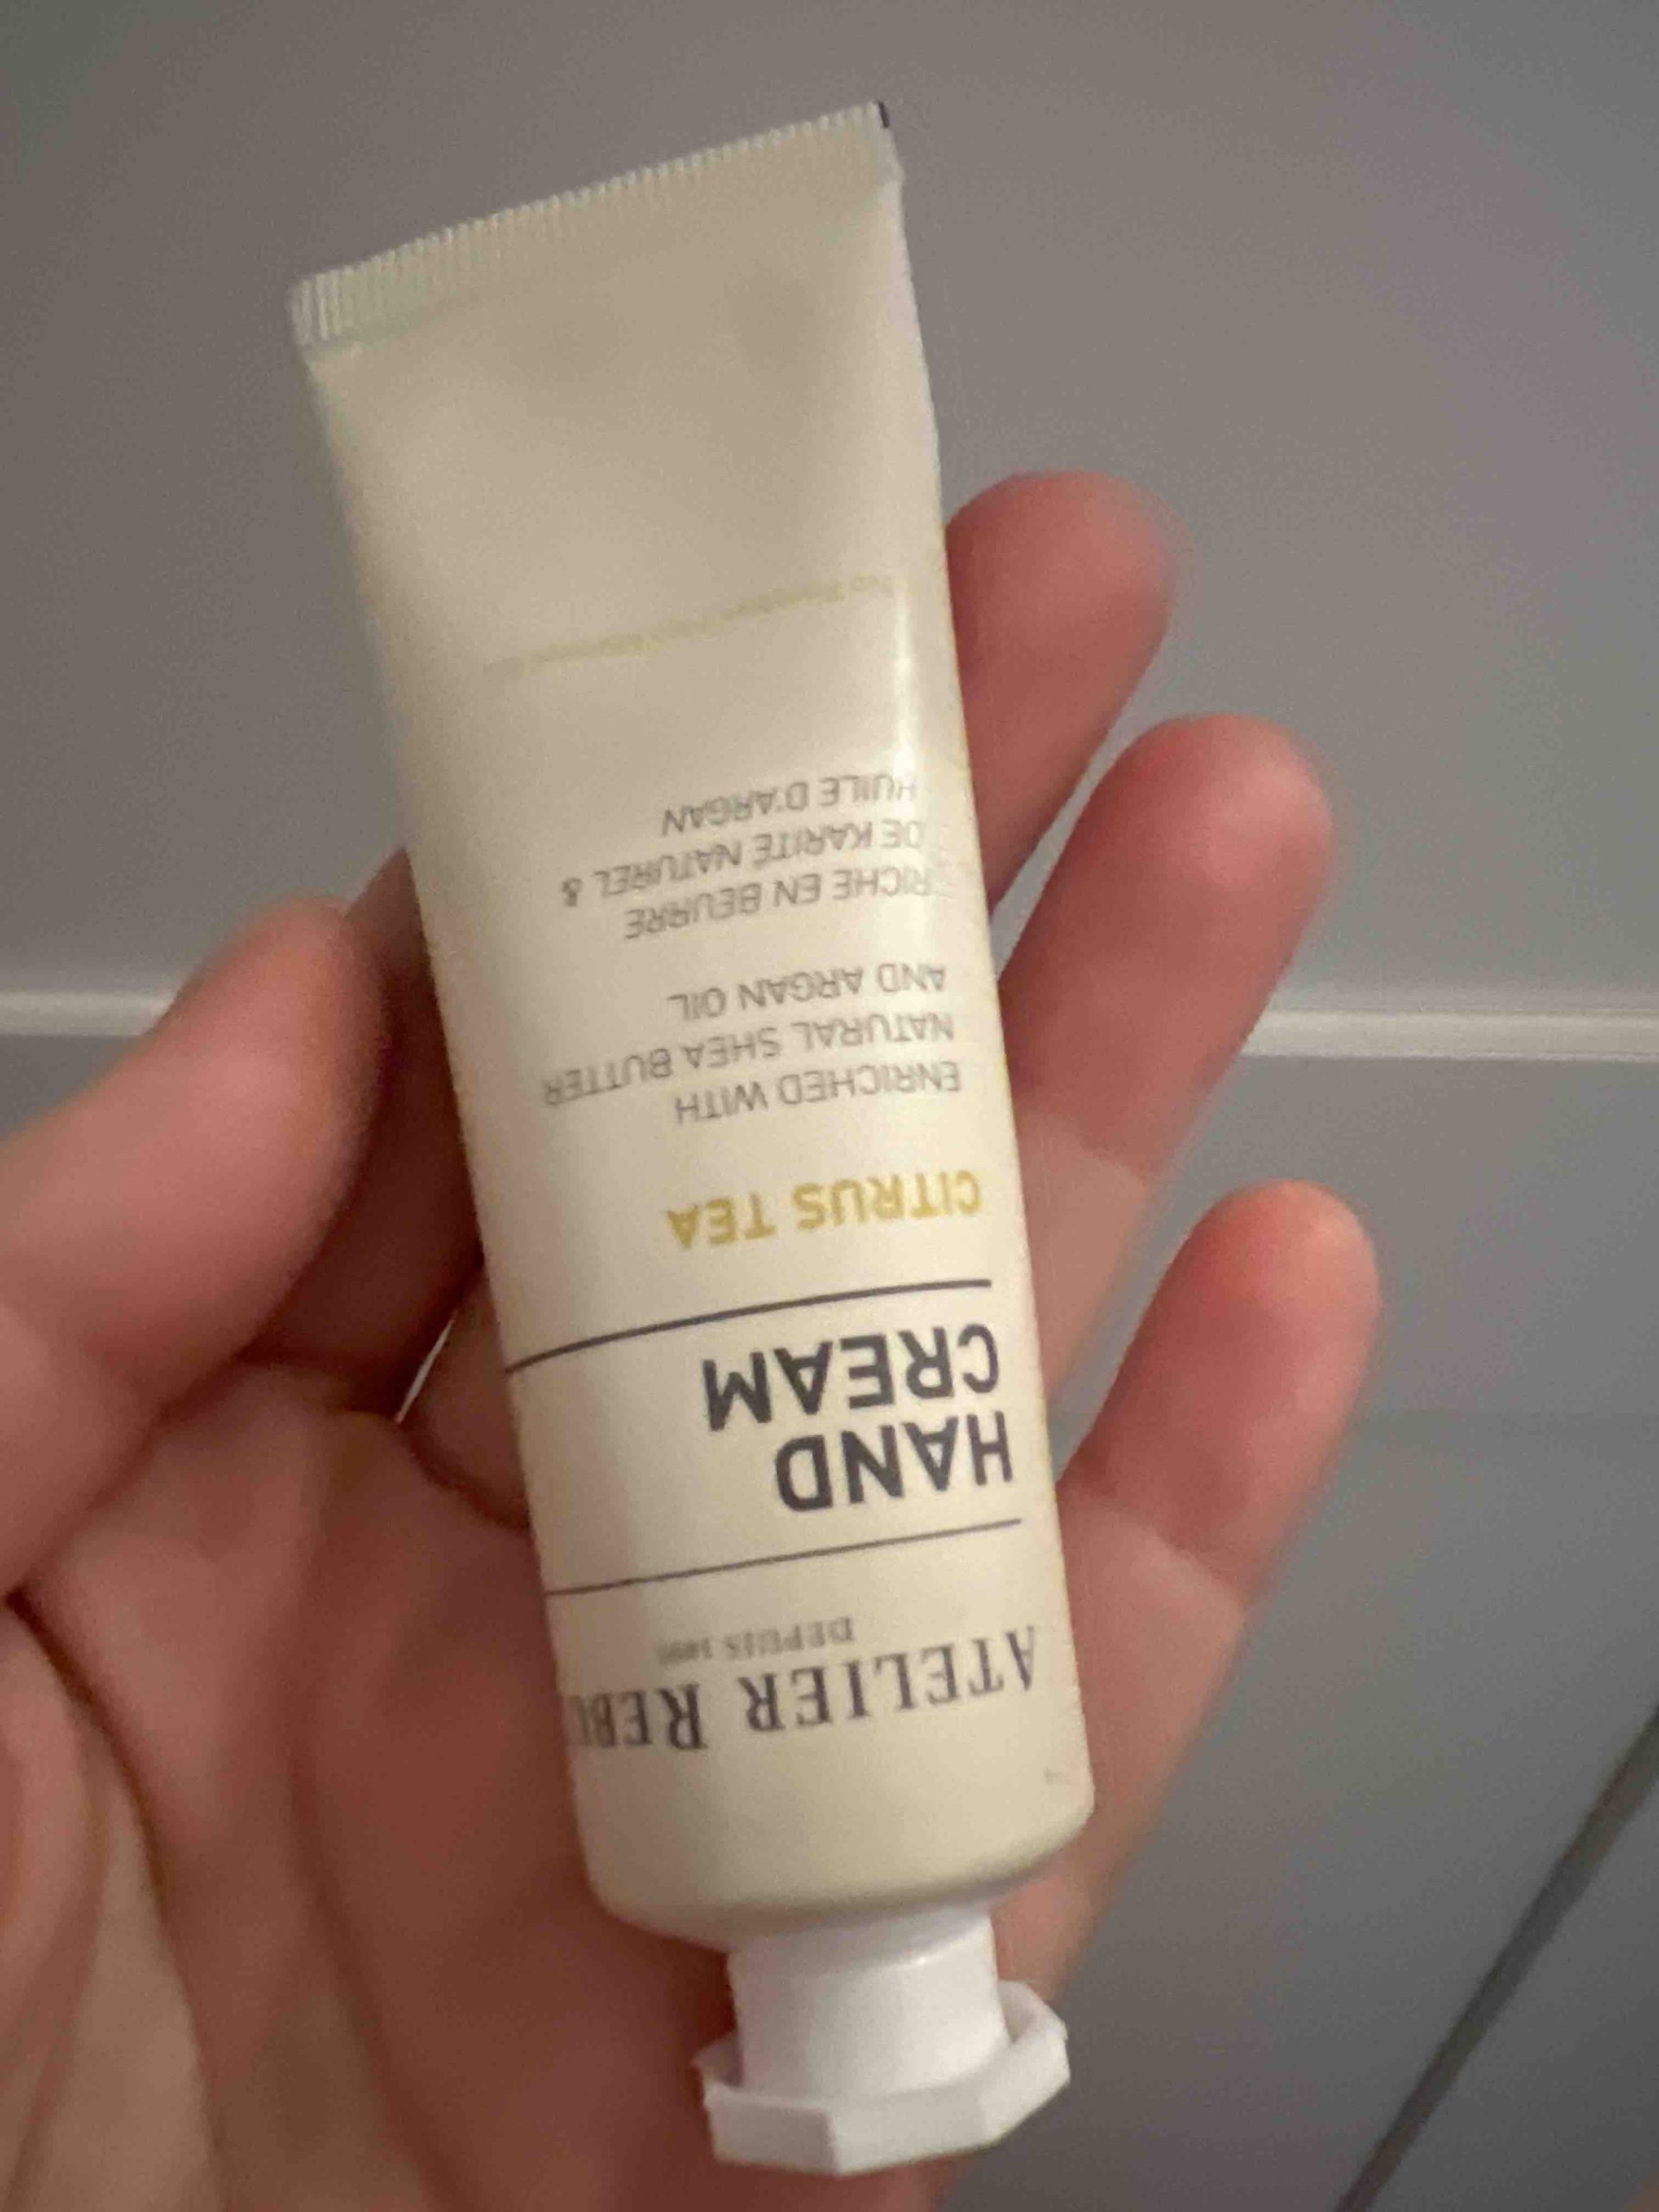 ATELIER REBU
DEPUIS
HAND
CREAM
CITRUS TEA
ENRICHED WITH
NATURAL SHEA BUTTER
AND ARGAN OIL
RICHE EN BEURRE
DE KARITÉ NATUREL &
HUILE D'ARGAN